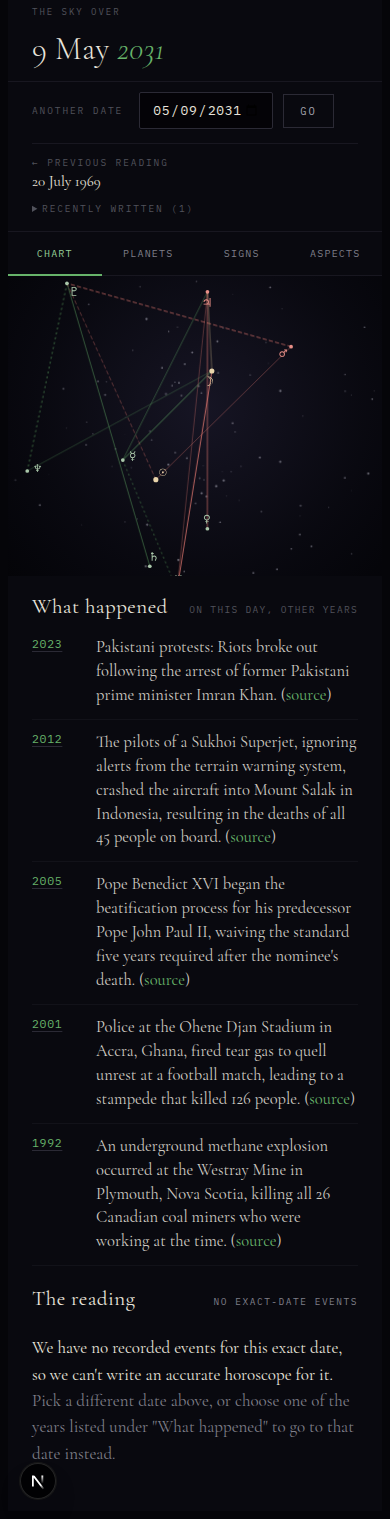 THE SKY OVER
9 May 2031
ANOTHER DATE 05/09/2031 GO
← PREVIOUS READING
20 July 1969
▶ RECENTLY WRITTEN (1)
CHART PLANETS SIGNS ASPECTS
♇
♃
♂
☽
♆
☿
☉
♀
♄
What happened ON THIS DAY, OTHER YEARS
2023 Pakistani protests: Riots broke out
following the arrest of former Pakistani
prime minister Imran Khan. (source)
2012 The pilots of a Sukhoi Superjet, ignoring
alerts from the terrain warning system,
crashed the aircraft into Mount Salak in
Indonesia, resulting in the deaths of all
45 people on board. (source)
2005 Pope Benedict XVI began the
beatification process for his predecessor
Pope John Paul II, waiving the standard
five years required after the nominee's
death. (source)
2001 Police at the Ohene Djan Stadium in
Accra, Ghana, fired tear gas to quell
unrest at a football match, leading to a
stampede that killed 126 people. (source)
1992 An underground methane explosion
occurred at the Westray Mine in
Plymouth, Nova Scotia, killing all 26
Canadian coal miners who were
working at the time. (source)
The reading NO EXACT-DATE EVENTS
We have no recorded events for this exact date,
so we can't write an accurate horoscope for it.
Pick a different date above, or choose one of the
years listed under "What happened" to go to that
date instead.
N